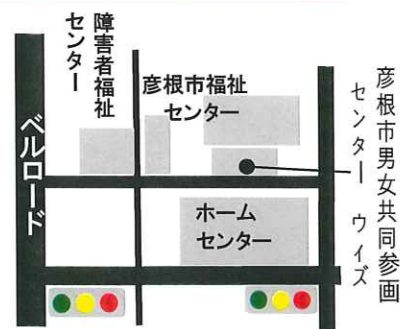 障害者福祉
センター
彦根市福祉
センター
彦根市男女共同参画
センター　ウィズ
ベルロード
ホーム
センター